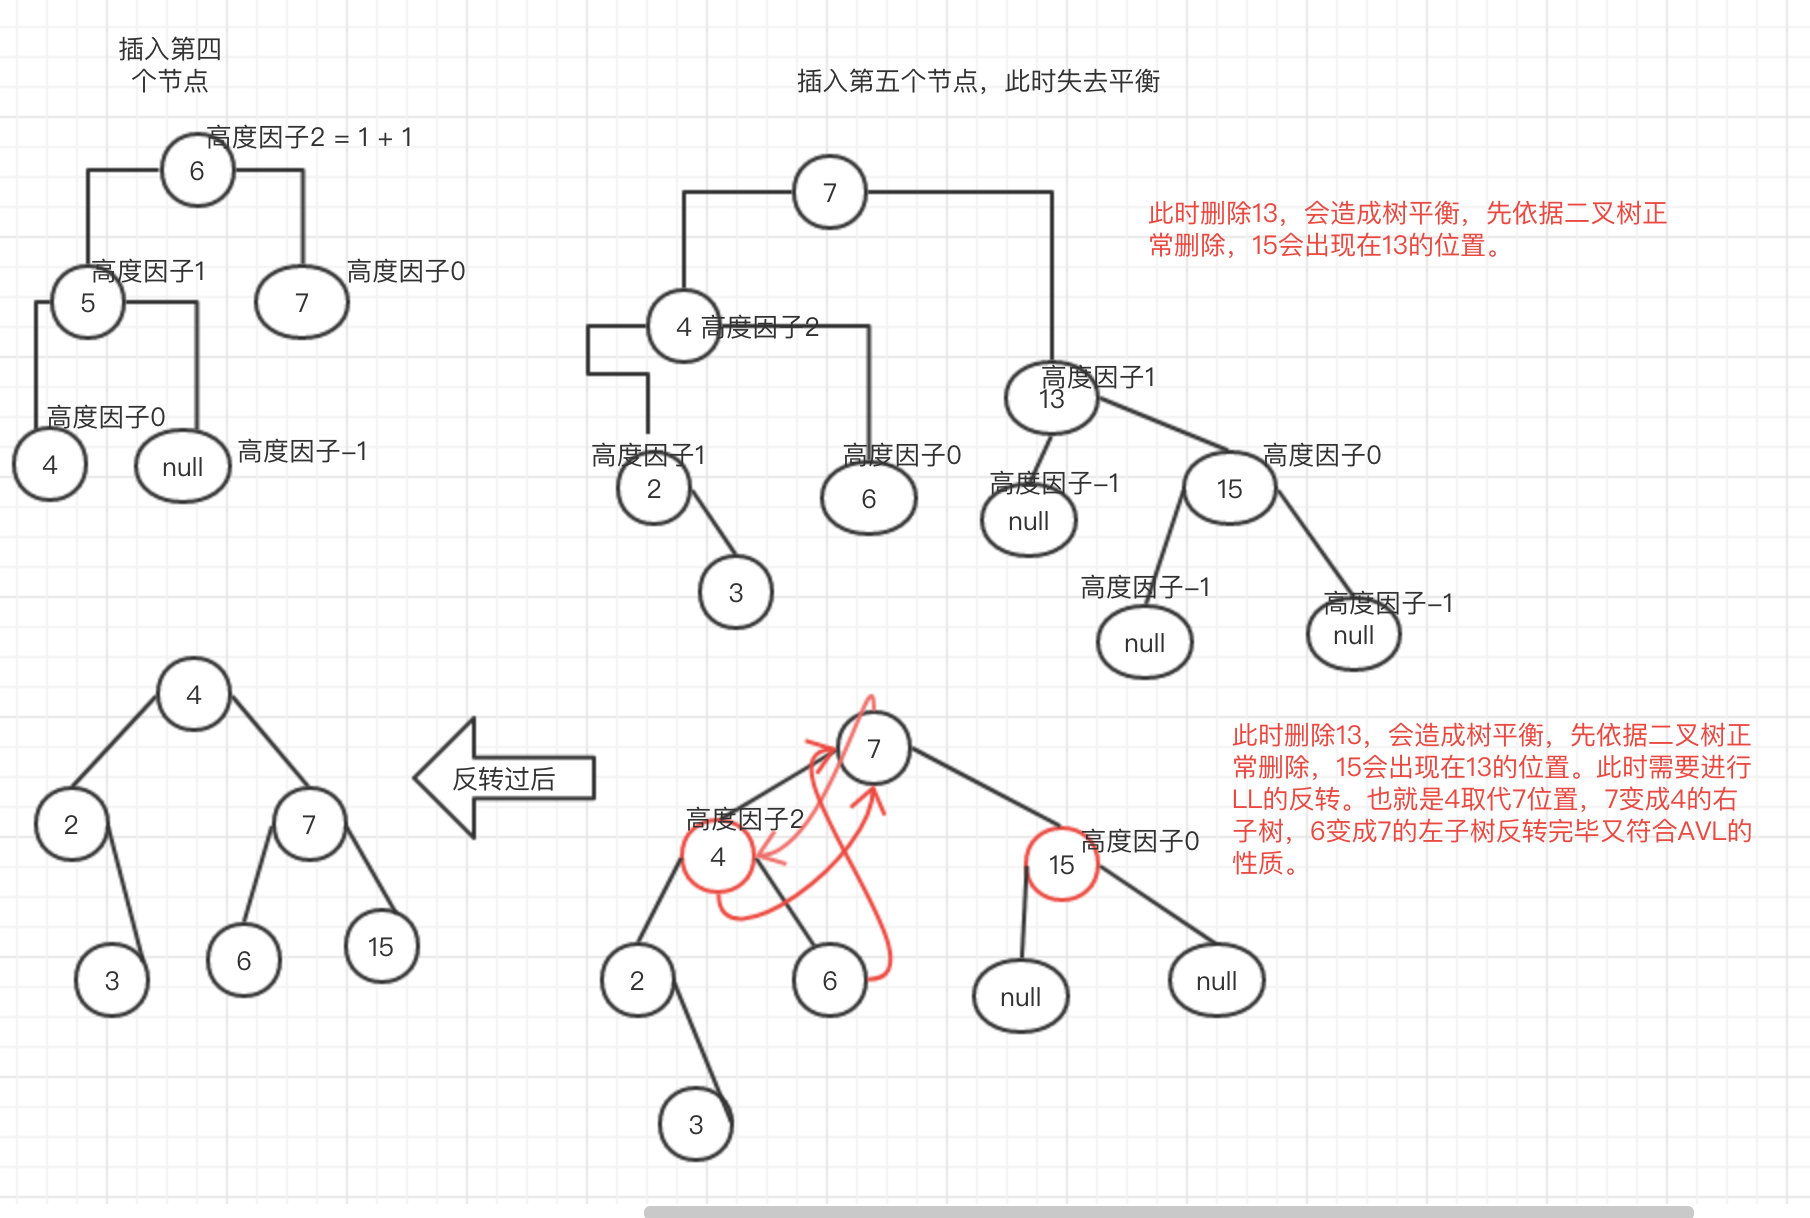 插入第四
个节点
高度因子2 = 1 + 1
6
高度因子1
5
高度因子0
7
高度因子0
4
null
高度因子-1
插入第五个节点，此时失去平衡
7
4
高度因子2
高度因子1
13
高度因子1
2
高度因子0
6
高度因子-1
null
高度因子0
15
3
高度因子-1
null
高度因子-1
null
此时删除13，会造成树平衡，先依据二叉树正
常删除，15会出现在13的位置。
4
2
7
3
6
15
反转过后
7
高度因子2
4
高度因子0
15
2
6
null
null
3
此时删除13，会造成树平衡，先依据二叉树正
常删除，15会出现在13的位置。此时需要进行
LL的反转。也就是4取代7位置，7变成4的右
子树，6变成7的左子树反转完毕又符合AVL的
性质。